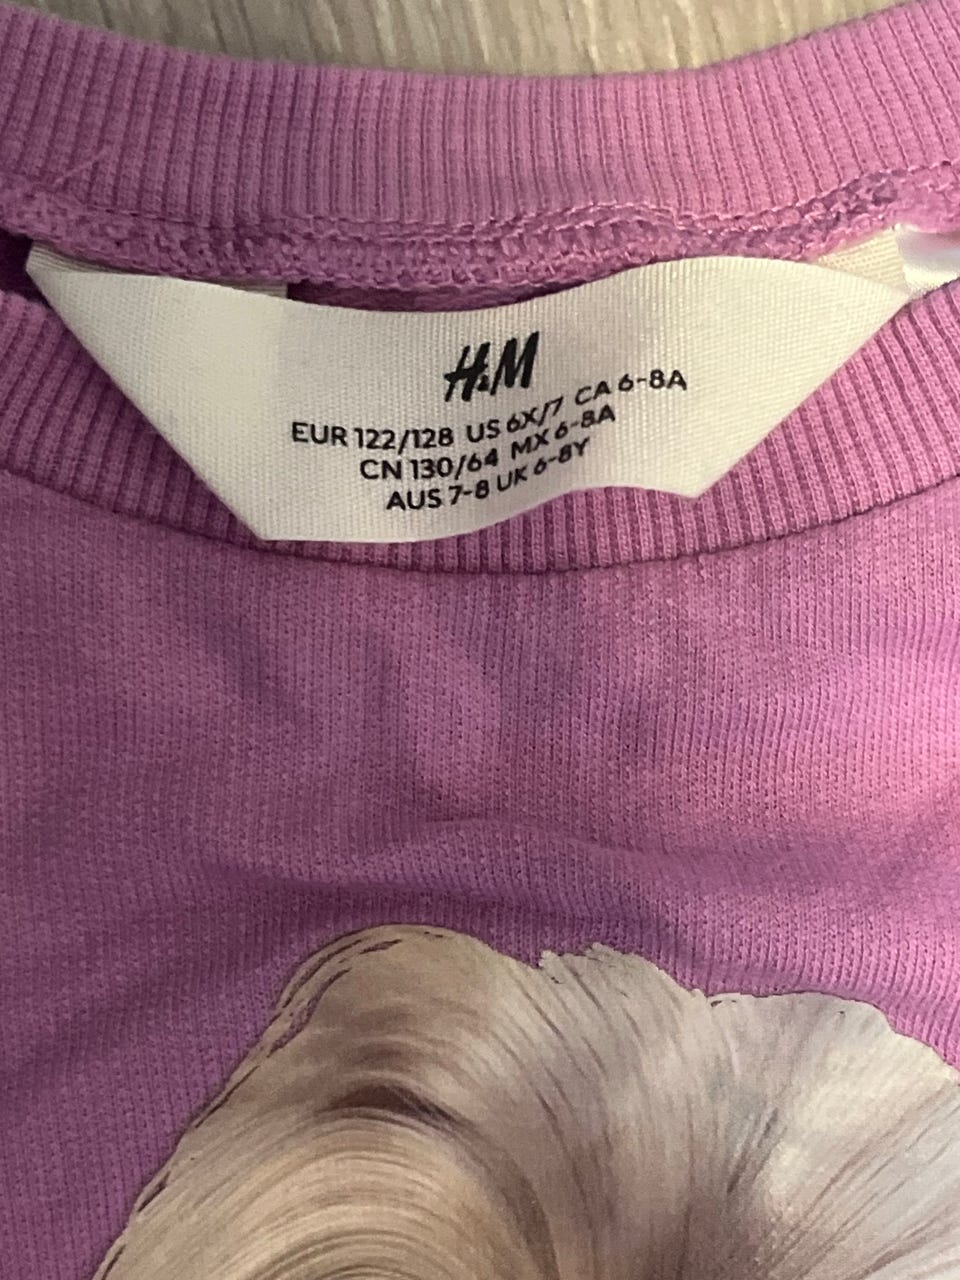 H&M
EUR 122/128 US 6X/7 CA 6-8A
CN 130/64 MX 6-8A
AUS 7-8 UK 6-8Y